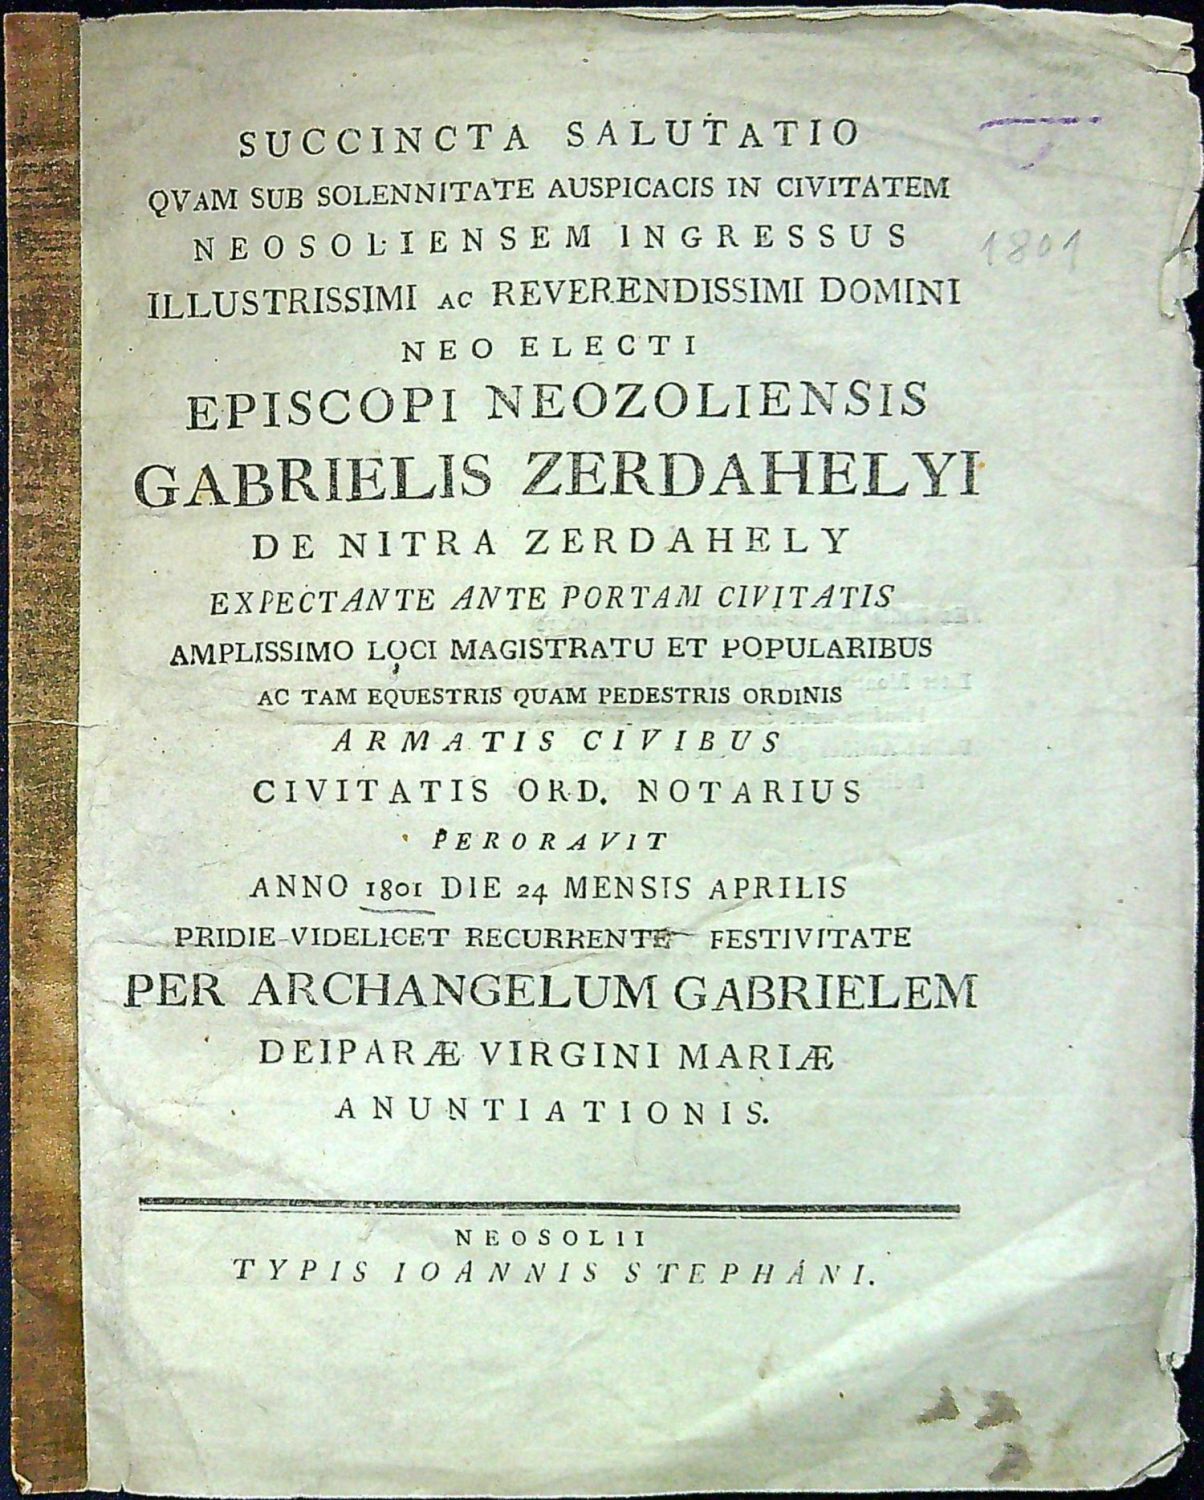 SUCCINCTA SALUTATIO
QVAM SUB SOLENNITATE AUSPICACIS IN CIVITATEM
NEOSOLIENSEM INGRESSUS
1801
ILLUSTRISSIMI AC REVERENDISSIMI DOMINI
NEO ELECTI
EPISCOPI NEOZOLIENSIS
GABRIELIS ZERDAHELYI
DE NITRA ZERDAHELY
EXPECTANTE ANTE PORTAM CIVITATIS
AMPLISSIMO LOCI MAGISTRATU ET POPULARIBUS
AC TAM EQUESTRIS QUAM PEDESTRIS ORDINIS
ARMATIS CIVIBUS
CIVITATIS ORD. NOTARIUS
PERORAVIT
ANNO 1801 DIE 24 MENSIS APRILIS
PRIDIE VIDELICET RECURRENTE FESTIVITATE
PER ARCHANGELUM GABRIELEM
DEIPARÆ VIRGINI MARIÆ
ANUNTIATIONIS.
NEOSOLII
TYPIS IOANNIS STEPHÁNI.